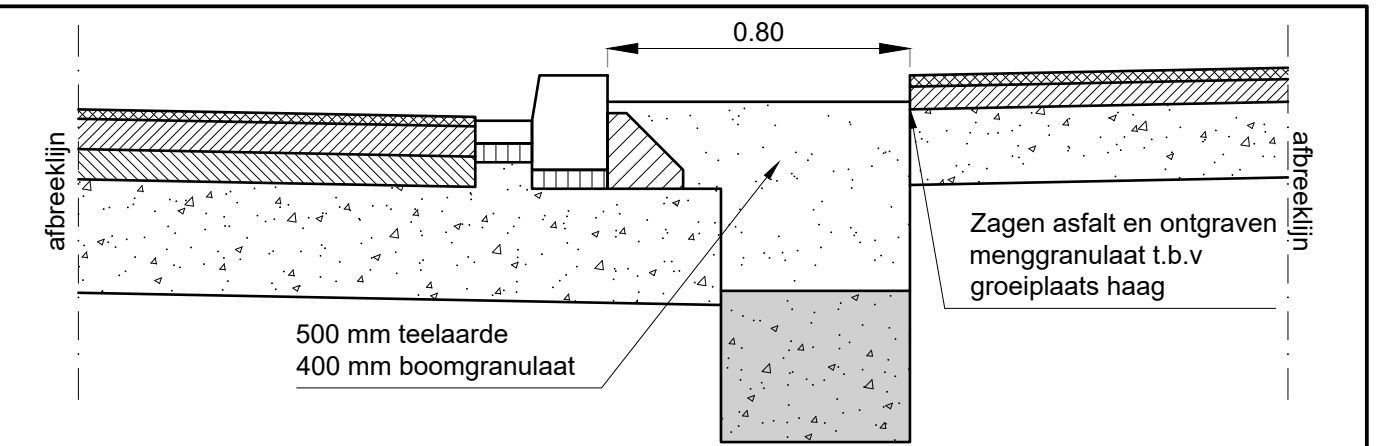 0.80
afbreeklijn
afbreeklijn
Zagen asfalt en ontgraven
menggranulaat t.b.v
groeiplaats haag
500 mm teelaarde
400 mm boomgranulaat